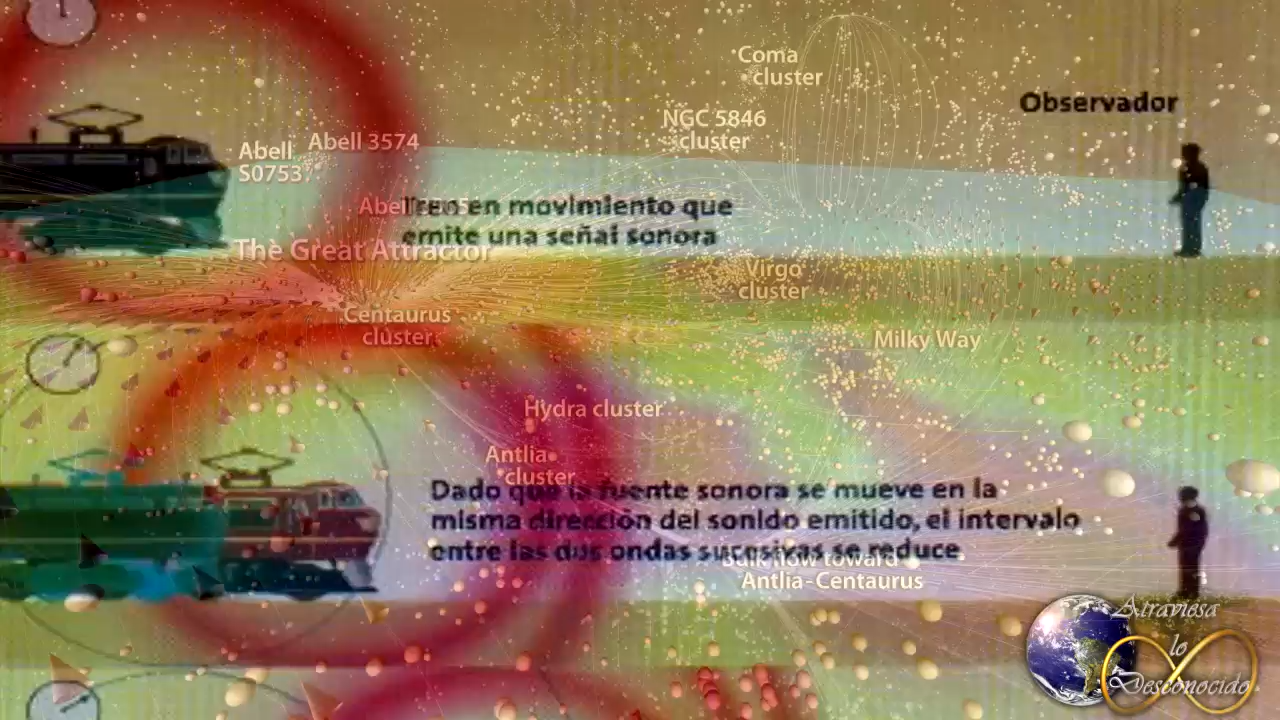 Coma
cluster
Observador
NGC 5846
cluster
Abell 3574
Abell
S0753
Tren en movimiento que
emite una señal sonora
The Great Attractor
Virgo
cluster
Centaurus
cluster
Milky Way
Hydra cluster
Antlia
cluster
Dado que la fuente sonora se mueve en la
misma dirección del sonido emitido, el intervalo
entre las dos ondas sucesivas se reduce
Bulk flow toward
Antlia-Centaurus
Atraviesa
lo
Desconocido